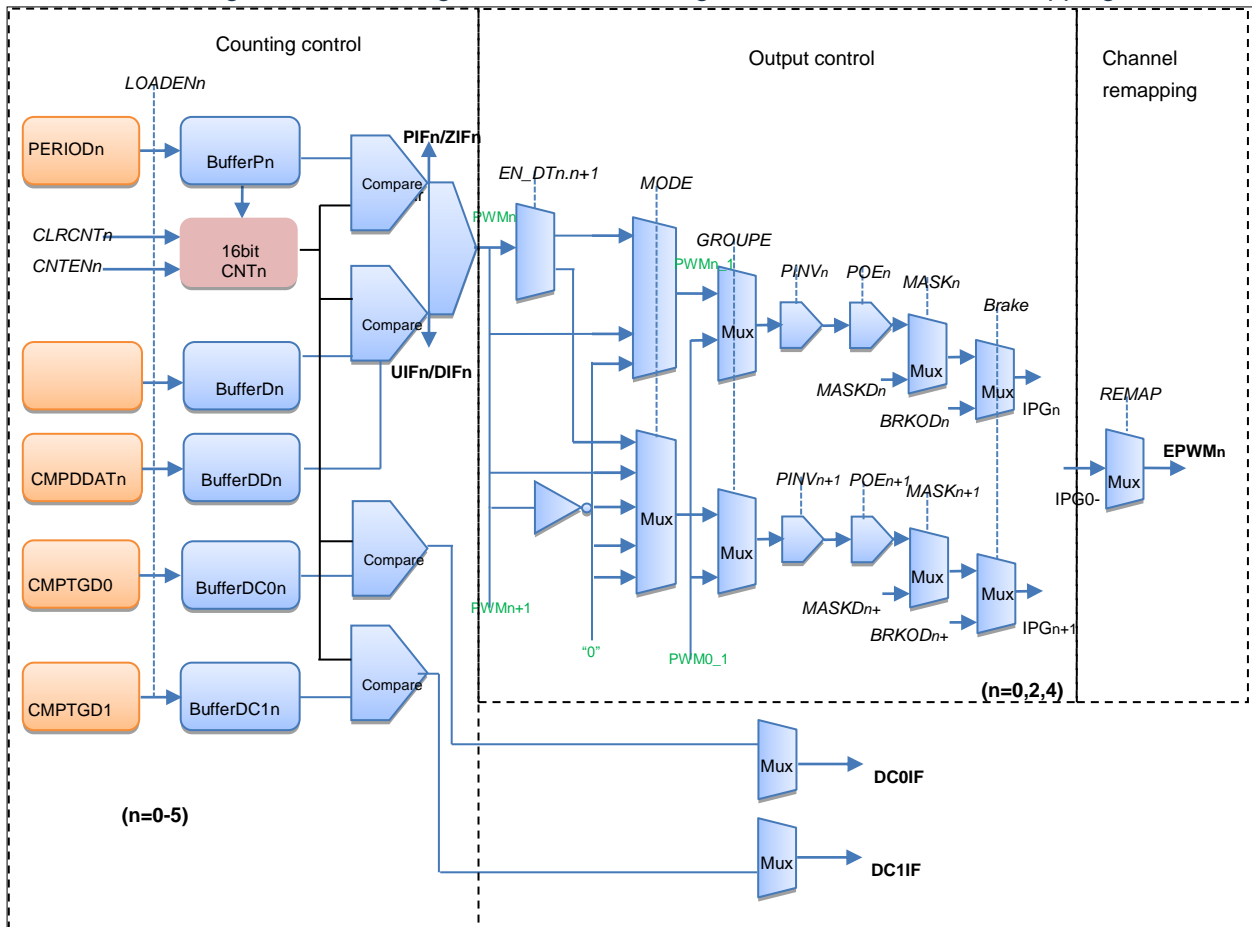 Counting control
Output control
Channel
remapping
LOADENn
PERIODn
BufferPn
Compare
PIFn/ZIFn
EN_DTn.n+1
MODE
PWMn
CLRCNTn
CNTENn
16bit
CNTn
GROUPE
PWMn_1
PINVn
POEn
MASKn
Brake
Compare
UIFn/DIFn
Mux
Mux
Mux
MASKDn
BRKODn
IPGn
BufferDn
REMAP
EPWMn
Mux
IPG0-
CMPDDATn
BufferDDn
PINVn+1
POEn+1
MASKn+1
Mux
Mux
Mux
Mux
CMPTGD0
BufferDC0n
Compare
PWMn+1
MASKDn+
BRKODn+
IPGn+1
"0"
PWM0_1
CMPTGD1
BufferDC1n
Compare
(n=0,2,4)
Mux
DC0IF
(n=0-5)
Mux
DC1IF